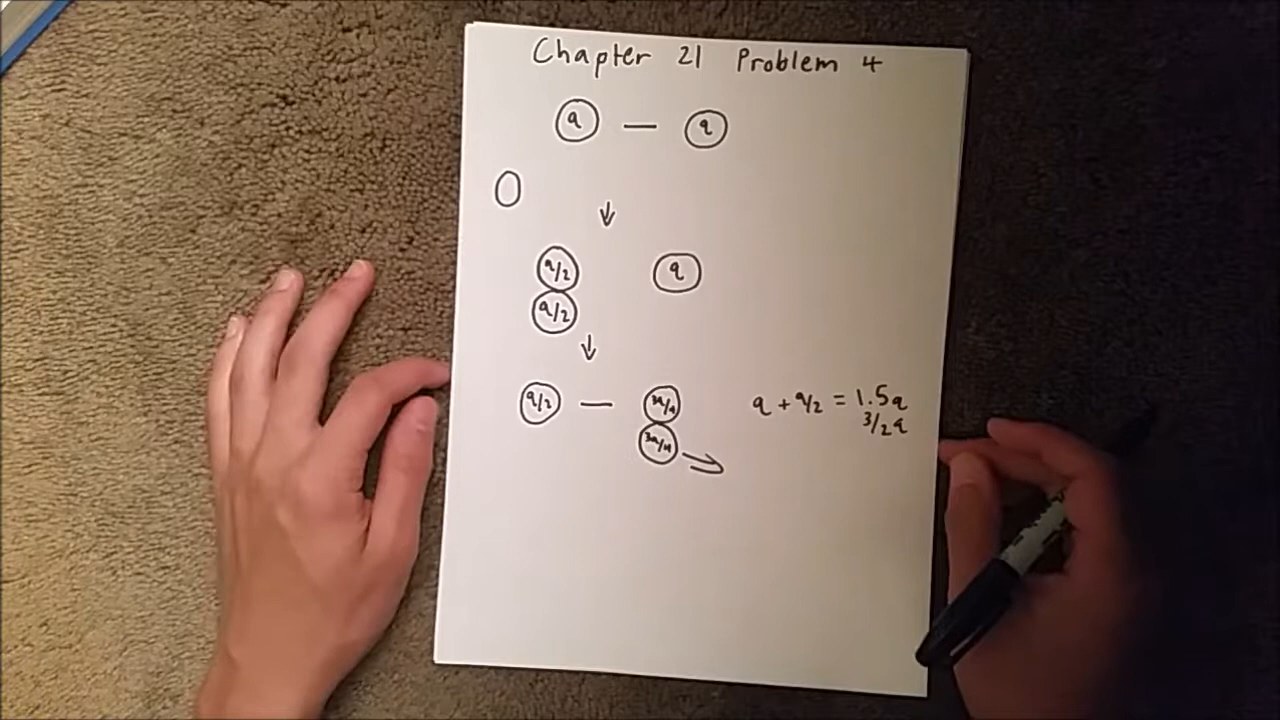 Chapter 21 Problem 4
q — q
q/2 q
q/2
q/2 — 3q/4 q + q/2 = 1.5q
3/2 q
3q/4